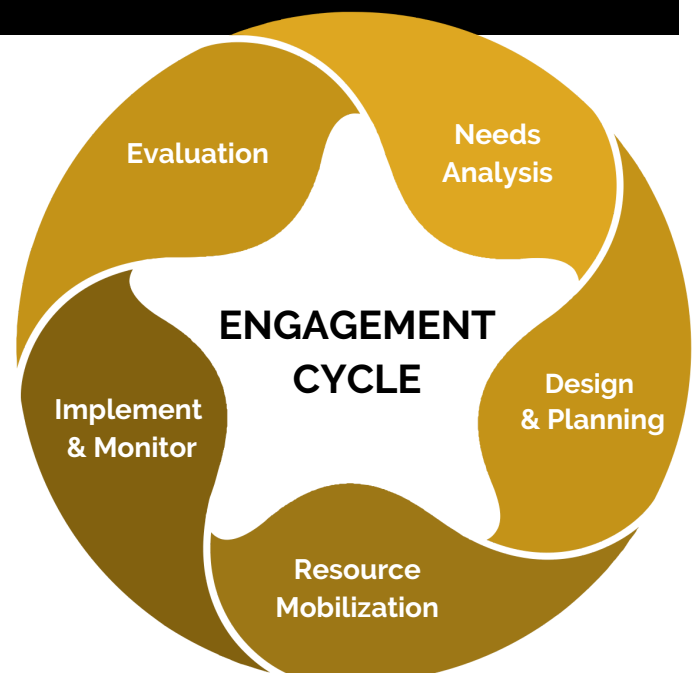 ENGAGEMENT
CYCLE
Needs
Analysis
Design
& Planning
Resource
Mobilization
Implement
& Monitor
Evaluation